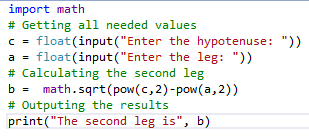 import math
# Getting all needed values
c = float(input("Enter the hypotenuse: "))
a = float(input("Enter the leg: "))
# Calculating the second leg
b =  math.sqrt(pow(c,2)-pow(a,2))
# Outputing the results
print("The second leg is", b)